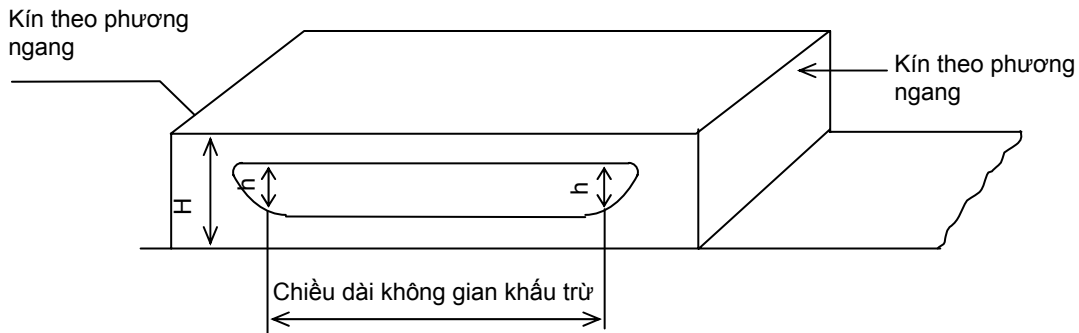 Kín theo phương
ngang
Kín theo phương
ngang
H
h
h
Chiều dài không gian khấu trừ